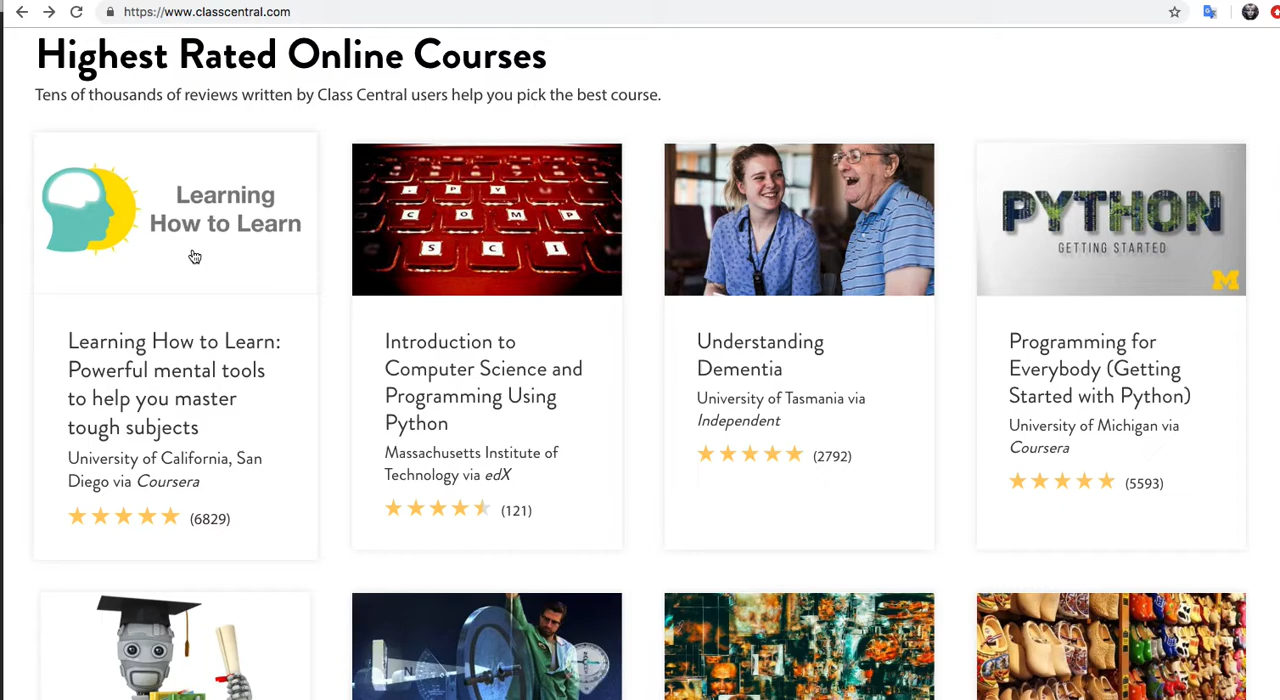 https://www.classcentral.com
Highest Rated Online Courses
Tens of thousands of reviews written by Class Central users help you pick the best course.
Learning
How to Learn
Learning How to Learn:
Powerful mental tools
to help you master
tough subjects
University of California, San
Diego via Coursera
(6829)
P Y
C O M P
S C I
Introduction to
Computer Science and
Programming Using
Python
Massachusetts Institute of
Technology via edX
(121)
Understanding
Dementia
University of Tasmania via
Independent
(2792)
PYTHON
GETTING STARTED
M
Programming for
Everybody (Getting
Started with Python)
University of Michigan via
Coursera
(5593)
N